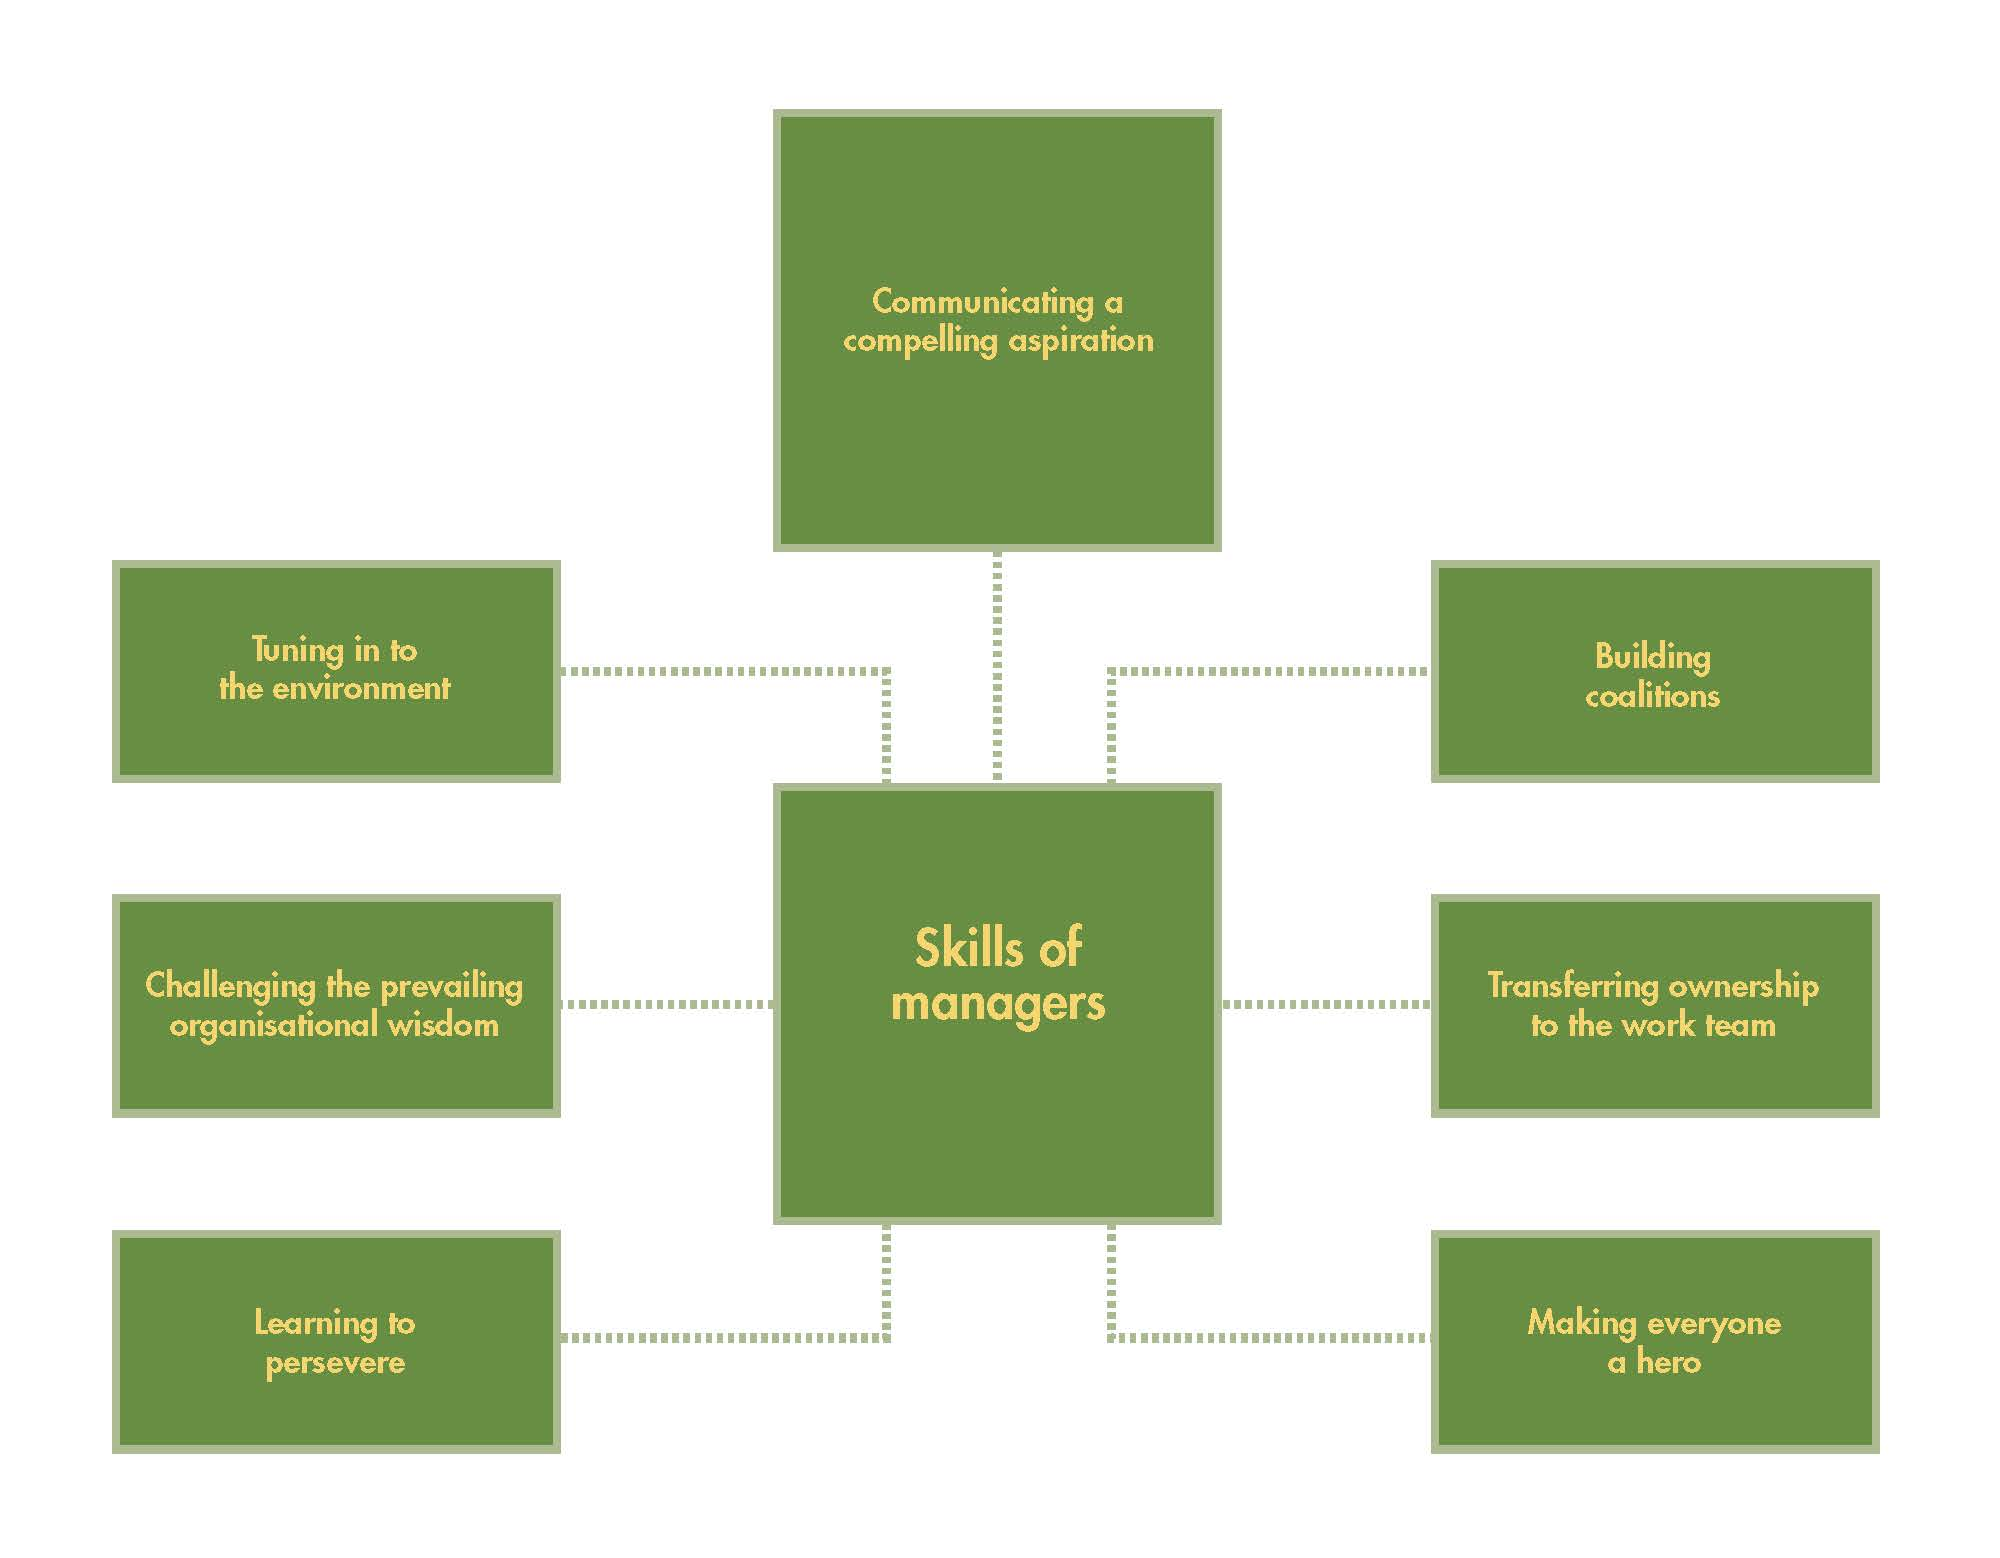 Communicating a
compelling aspiration
Tuning in to
the environment
Building
coalitions
Skills of
managers
Challenging the prevailing
organisational wisdom
Transferring ownership
to the work team
Learning to
persevere
Making everyone
a hero